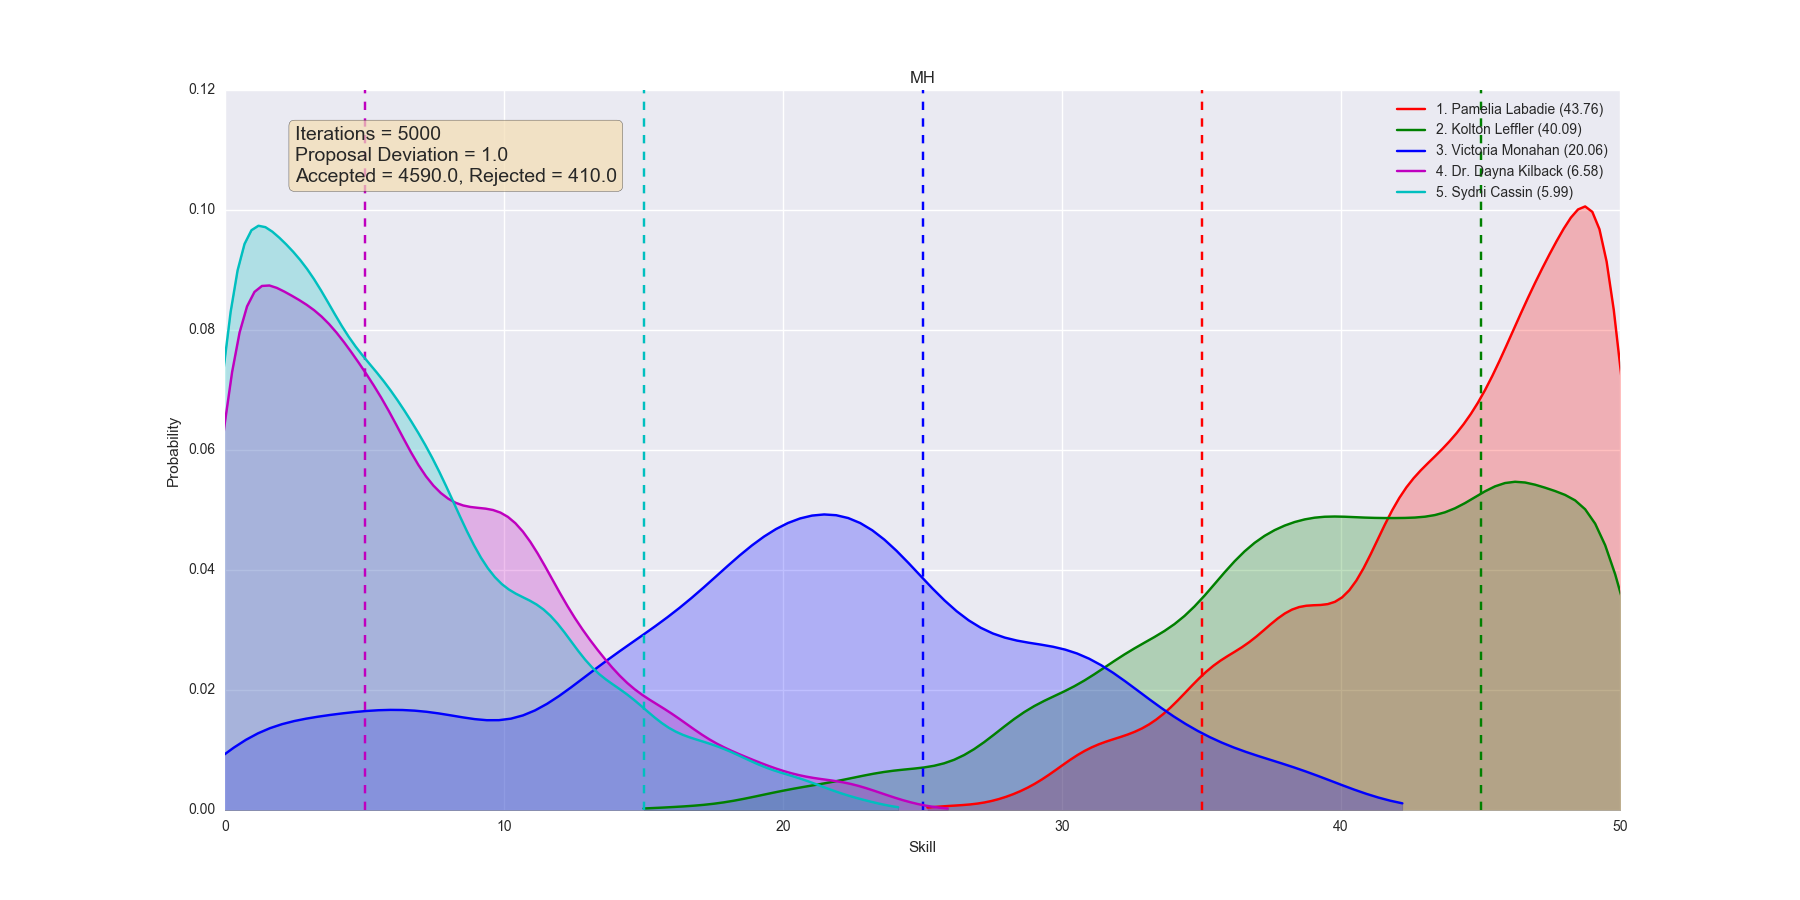 MH
0.12
0.10
0.08
0.06
0.04
0.02
0.00
Probability
Iterations = 5000
Proposal Deviation = 1.0
Accepted = 4590.0, Rejected = 410.0
1. Pamelia Labadie (43.76)
2. Kolton Leffler (40.09)
3. Victoria Monahan (20.06)
4. Dr. Dayna Kilback (6.58)
5. Sydni Cassin (5.99)
0 10 20 30 40 50
Skill